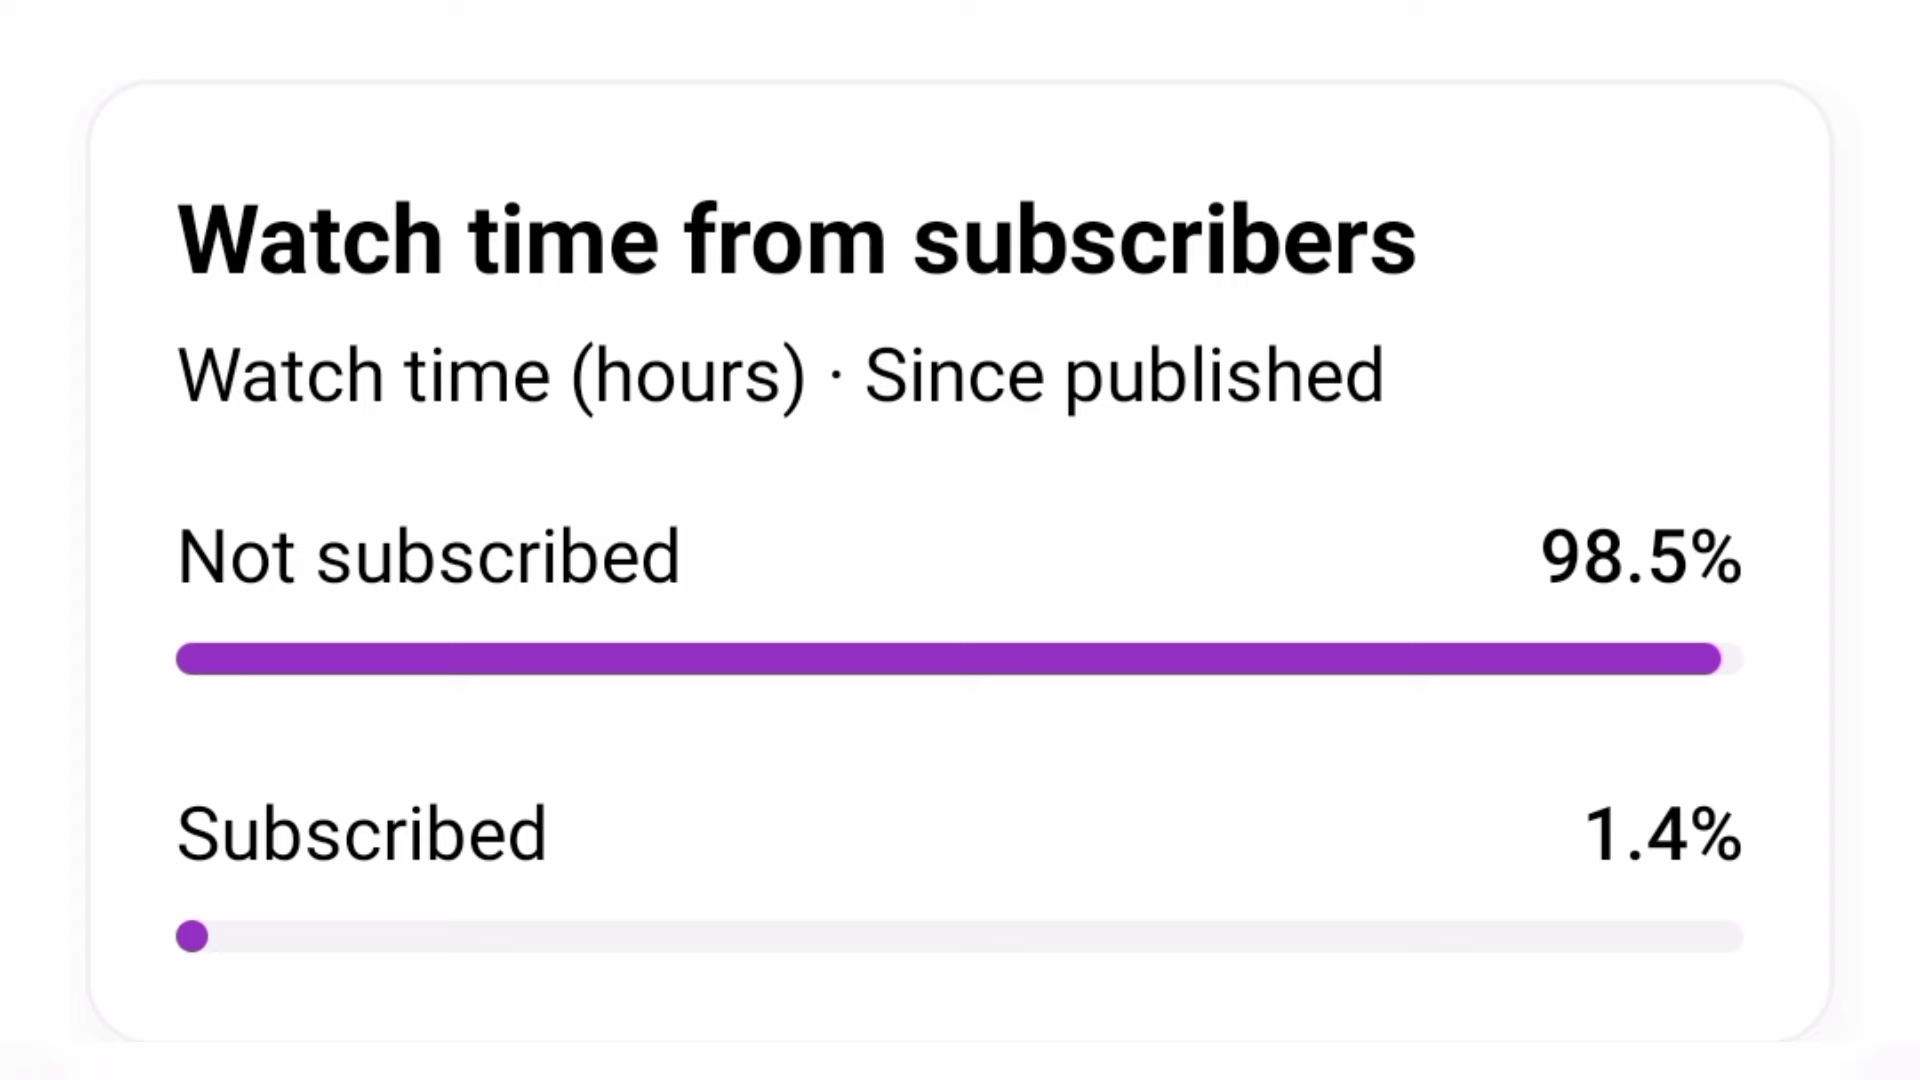 Watch time from subscribers
Watch time (hours) · Since published
Not subscribed 98.5%
Subscribed 1.4%